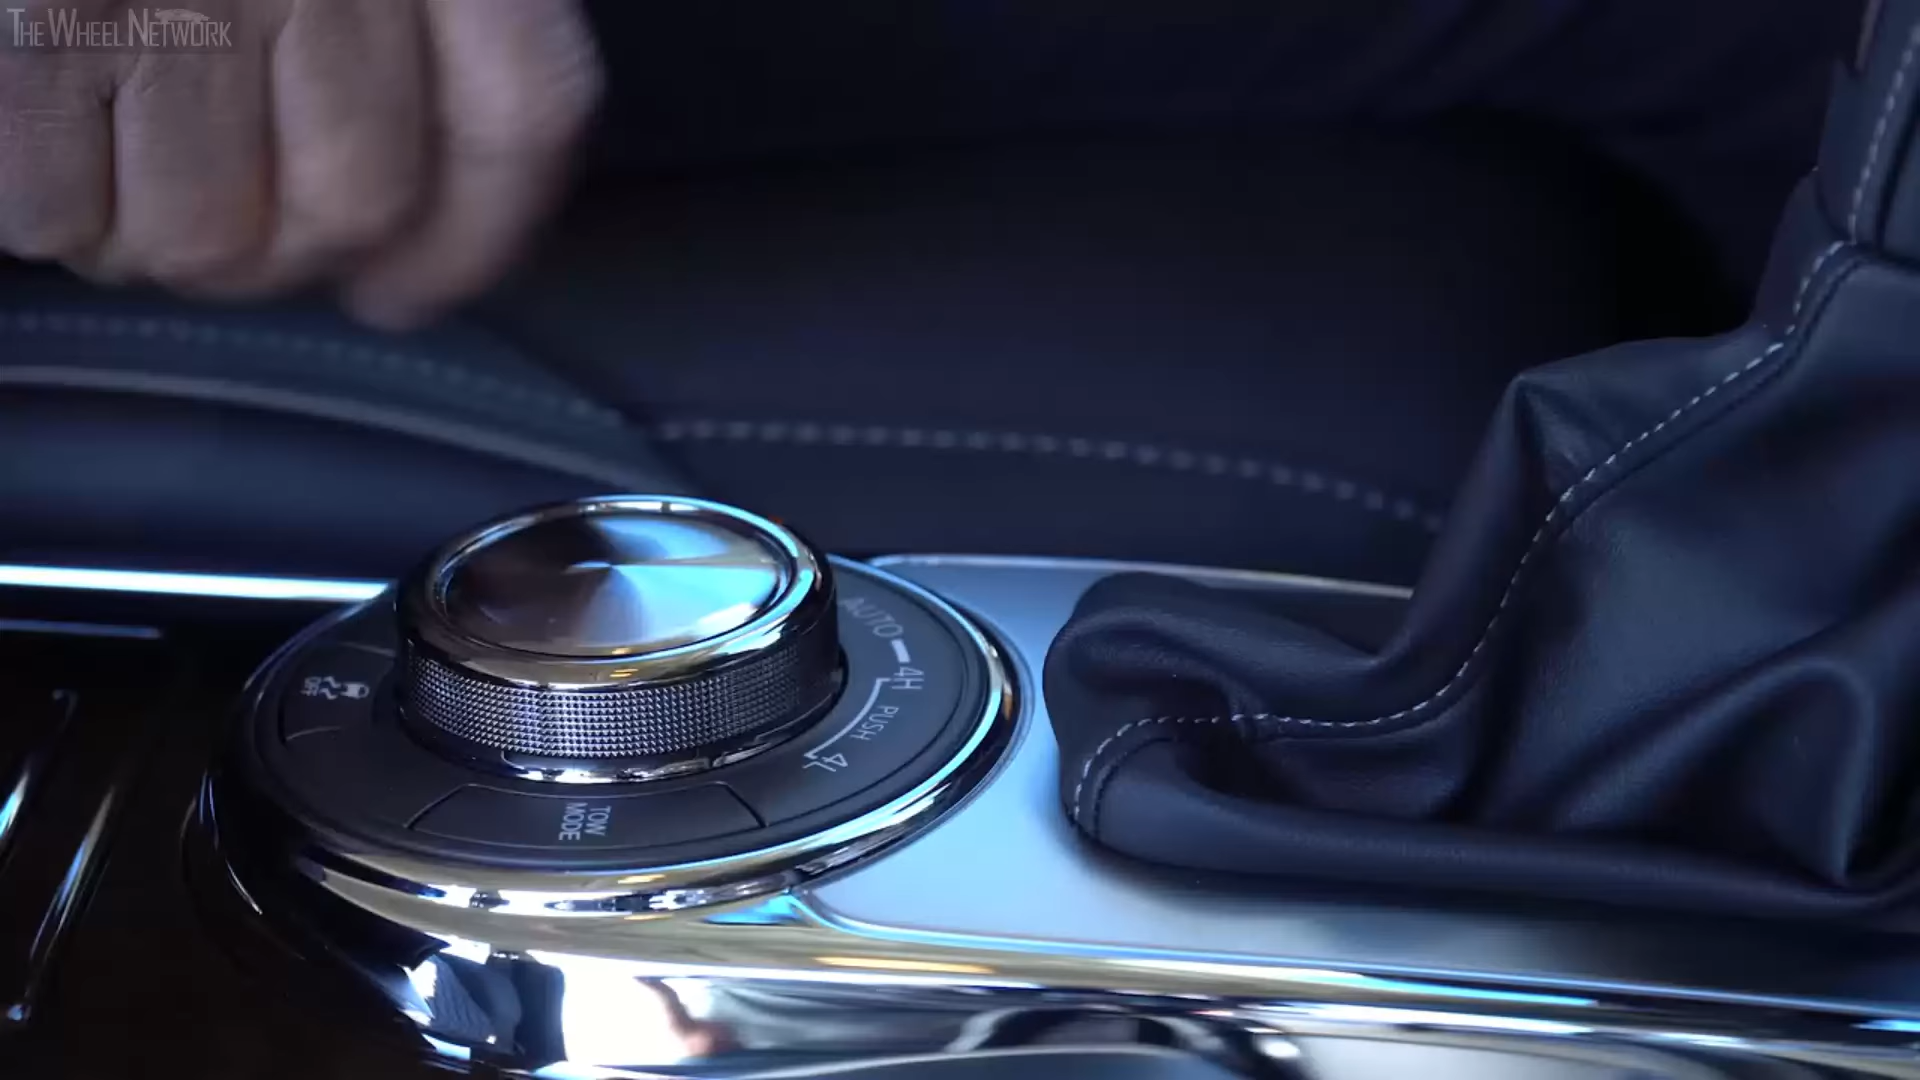 THE WHEEL NETWORK
AUTO
4H
PUSH
4L
OFF
TOW
MODE